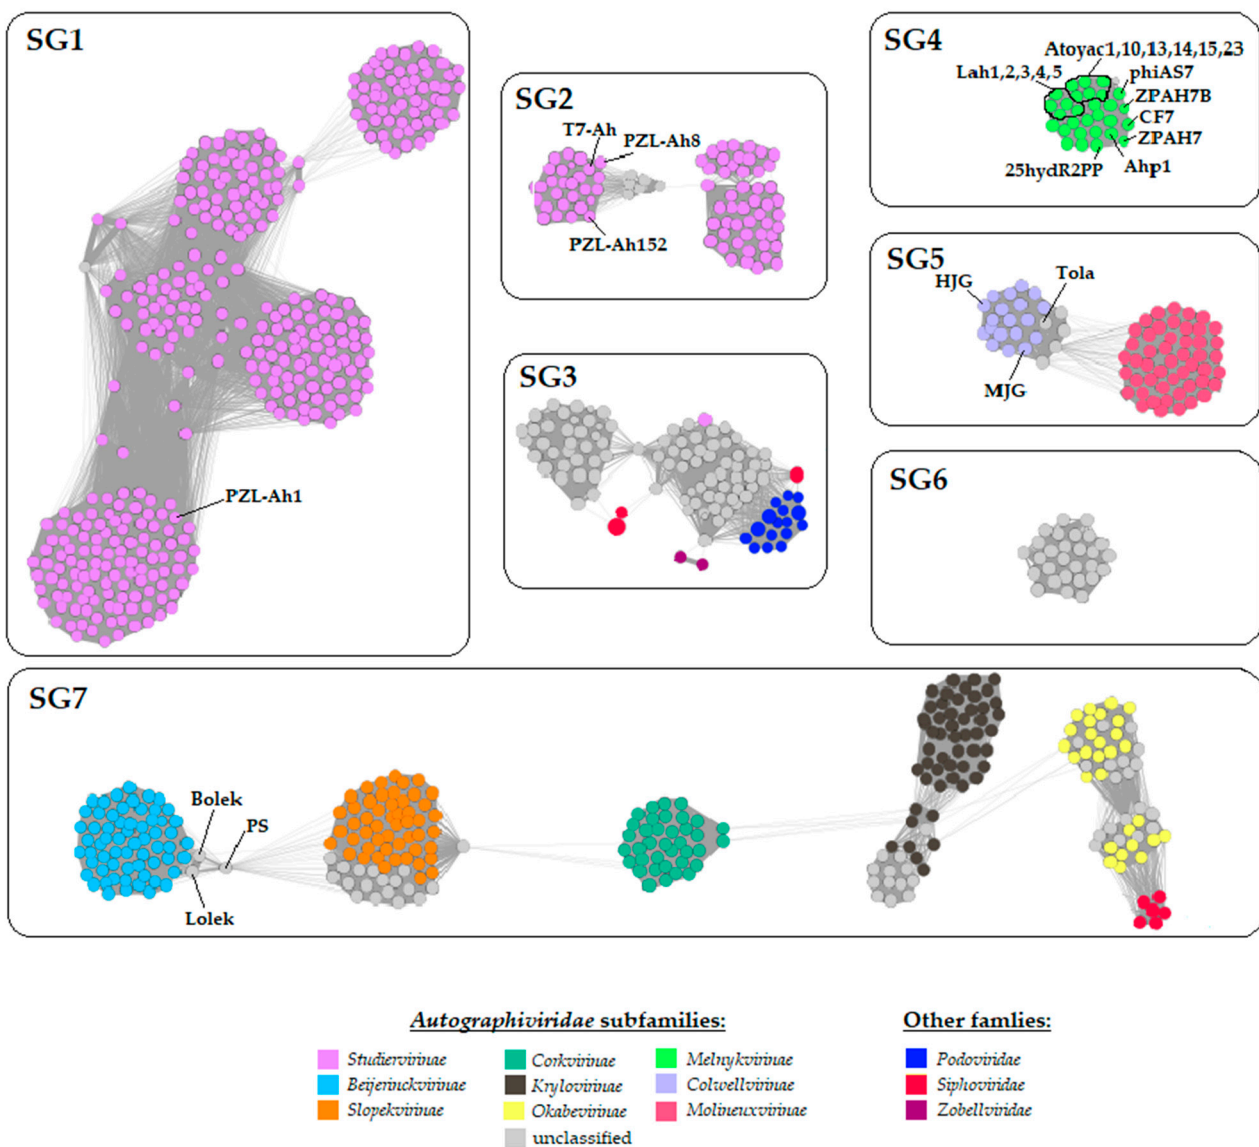 SG1
PZL-Ah1
SG2
T7-Ah
PZL-Ah8
PZL-Ah152
SG3
SG4
Atoyac1,10,13,14,15,23
Lah1,2,3,4,5
phiAS7
ZPAH7B
CF7
ZPAH7
Ahp1
25hydR2PP
SG5
HJG
Tola
MJG
SG6
SG7
Bolek
PS
Lolek
Autographiviridae subfamilies:
Studiervirinae
Beijerinckvirinae
Slopekvirinae
Corkvirinae
Krylovirinae
Okabevirinae
unclassified
Melnykvirinae
Colwellvirinae
Molineuxvirinae
Other famlies:
Podoviridae
Siphoviridae
Zobellviridae